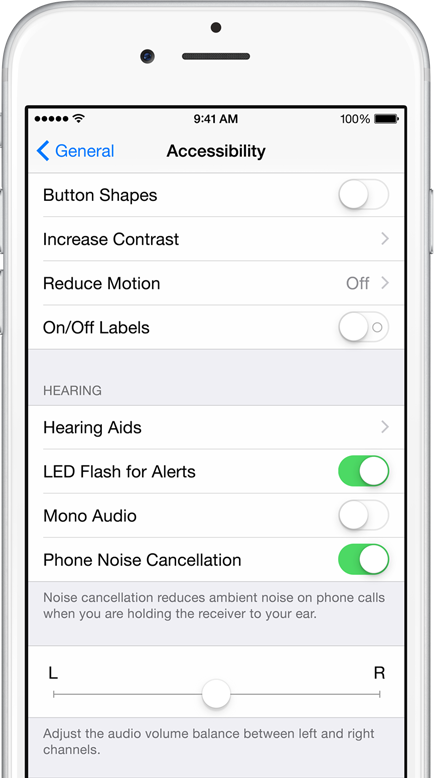 9:41 AM 100%
General Accessibility
Button Shapes
Increase Contrast
Reduce Motion Off
On/Off Labels
HEARING
Hearing Aids
LED Flash for Alerts
Mono Audio
Phone Noise Cancellation
Noise cancellation reduces ambient noise on phone calls
when you are holding the receiver to your ear.
L R
Adjust the audio volume balance between left and right
channels.